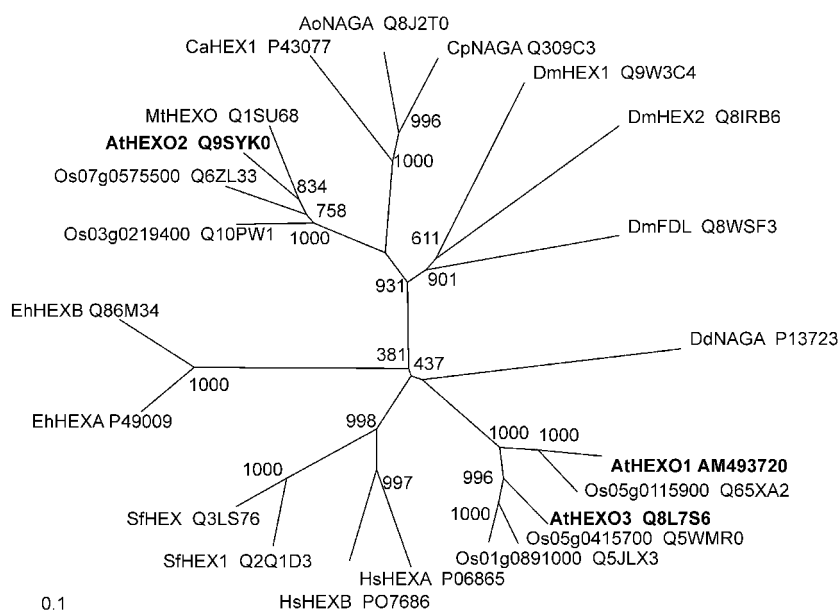 AoNAGA Q8J2T0
CaHEX1 P43077
CpNAGA Q309C3
DmHEX1 Q9W3C4
MtHEXO Q1SU68
996
DmHEX2 Q8IRB6
AtHEXO2 Q9SYK0
1000
Os07g0575500 Q6ZL33
834
758
Os03g0219400 Q10PW1
1000
611
DmFDL Q8WSF3
931
901
EhHEXB Q86M34
DdNAGA P13723
381
437
1000
EhHEXA P49009
998
1000
1000
AtHEXO1 AM493720
1000
997
996
Os05g0115900 Q65XA2
SfHEX Q3LS76
1000
AtHEXO3 Q8L7S6
Os05g0415700 Q5WMR0
SfHEX1 Q2Q1D3
Os01g0891000 Q5JLX3
HsHEXA P06865
HsHEXB PO7686
0.1